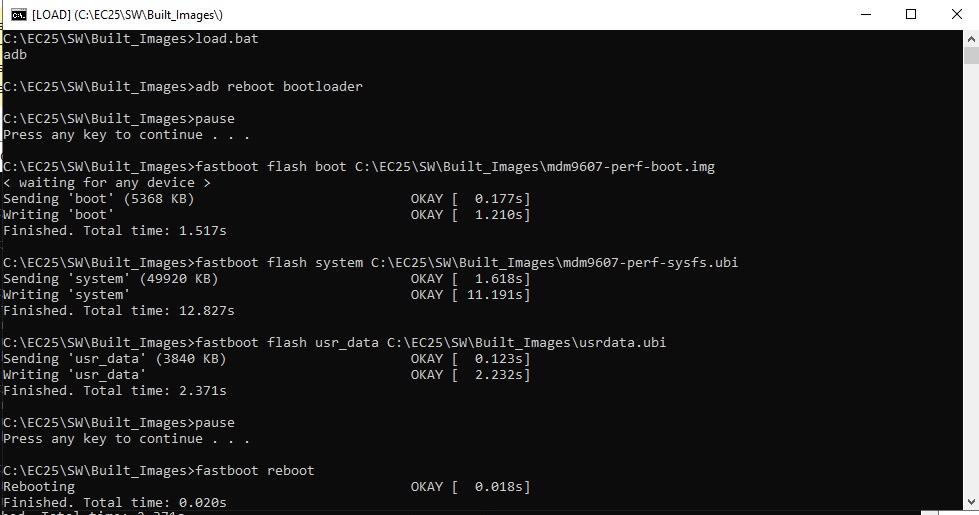 [LOAD] (C:\EC25\SW\Built_Images\)
C:\EC25\SW\Built_Images>load.bat
adb
C:\EC25\SW\Built_Images>adb reboot bootloader
C:\EC25\SW\Built_Images>pause
Press any key to continue . . .
C:\EC25\SW\Built_Images>fastboot flash boot C:\EC25\SW\Built_Images\mdm9607-perf-boot.img
< waiting for any device >
Sending 'boot' (5368 KB) OKAY [ 0.177s]
Writing 'boot' OKAY [ 1.210s]
Finished. Total time: 1.517s
C:\EC25\SW\Built_Images>fastboot flash system C:\EC25\SW\Built_Images\mdm9607-perf-sysfs.ubi
Sending 'system' (49920 KB) OKAY [ 1.618s]
Writing 'system' OKAY [ 11.191s]
Finished. Total time: 12.827s
C:\EC25\SW\Built_Images>fastboot flash usr_data C:\EC25\SW\Built_Images\usrdata.ubi
Sending 'usr_data' (3840 KB) OKAY [ 0.123s]
Writing 'usr_data' OKAY [ 2.232s]
Finished. Total time: 2.371s
C:\EC25\SW\Built_Images>pause
Press any key to continue . . .
C:\EC25\SW\Built_Images>fastboot reboot
Rebooting OKAY [ 0.018s]
Finished. Total time: 0.020s